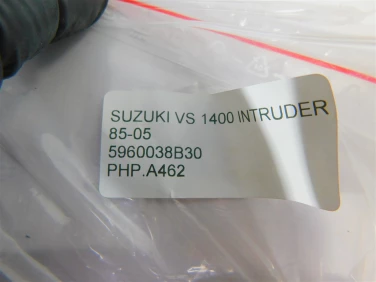 SUZUKI VS 1400 INTRUDER
85-05
5960038B30
PHP.A462